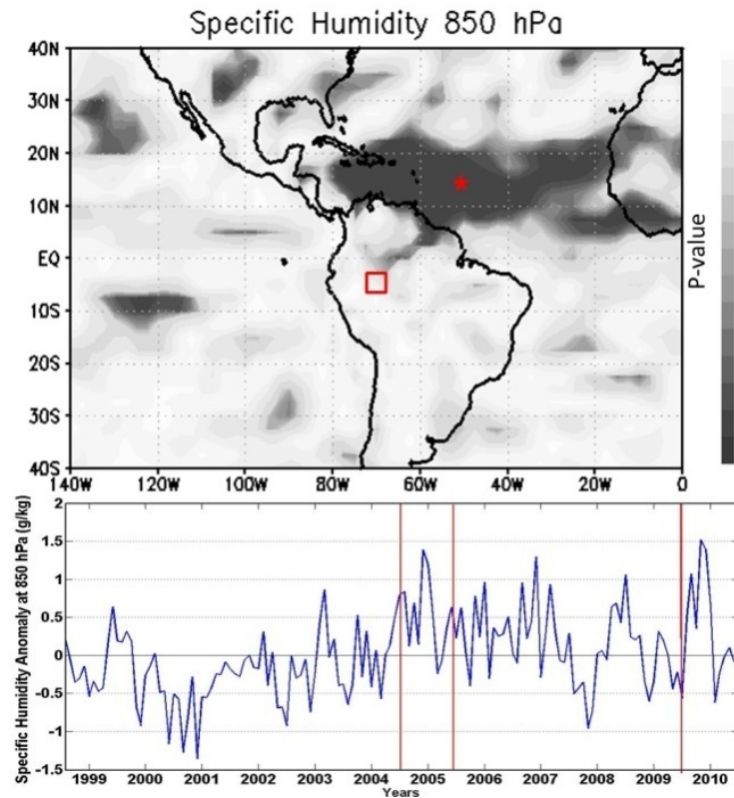 Specific Humidity 850 hPa
40N
30N
20N
10N
EQ
10S
20S
30S
40S
140W 120W 100W 80W 60W 40W 20W 0
P-value
2
1.5
1
0.5
0
-0.5
-1
-1.5
Specific Humidity Anomaly at 850 hPa (g/kg)
1999 2000 2001 2002 2003 2004 2005 2006 2007 2008 2009 2010
Years